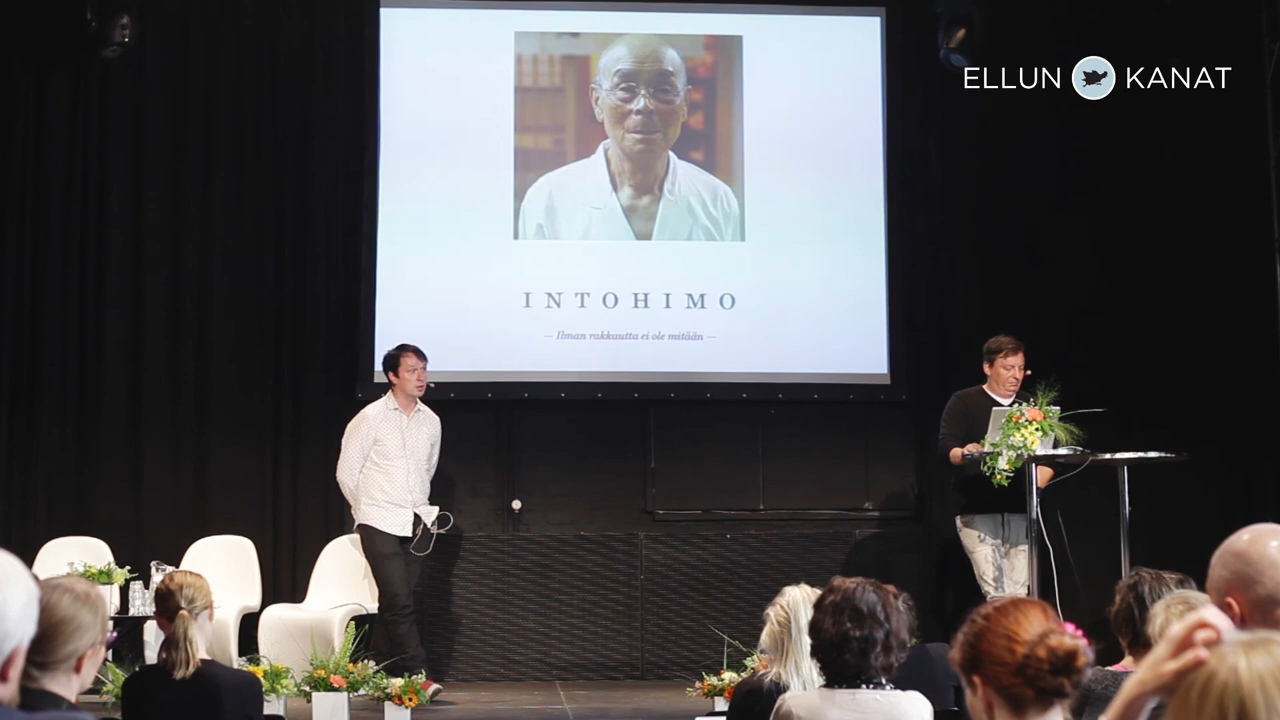 ELLUN KANAT
INTOHIMO
— Ilman rakkautta ei ole mitään —